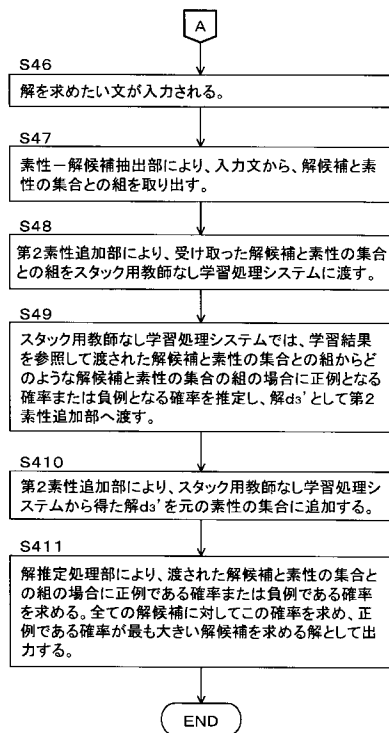 A
S46
解を求めたい文が入力される。
S47
素性－解候補抽出部により、入力文から、解候補と素
性の集合との組を取り出す。
S48
第2素性追加部により、受け取った解候補と素性の集合
との組をスタック用教師なし学習処理システムに渡す。
S49
スタック用教師なし学習処理システムでは、学習結果
を参照して渡された解候補と素性の集合との組からど
のような解候補と素性の集合の組の場合に正例となる
確率または負例となる確率を推定し、解d₃’として第2
素性追加部へ渡す。
S410
第2素性追加部により、スタック用教師なし学習処理シ
ステムから得た解d₃’を元の素性の集合に追加する。
S411
解推定処理部により、渡された解候補と素性の集合と
の組の場合に正例である確率または負例である確率
を求める。全ての解候補に対してこの確率を求め、正
例である確率が最も大きい解候補を求める解として出
力する。
END